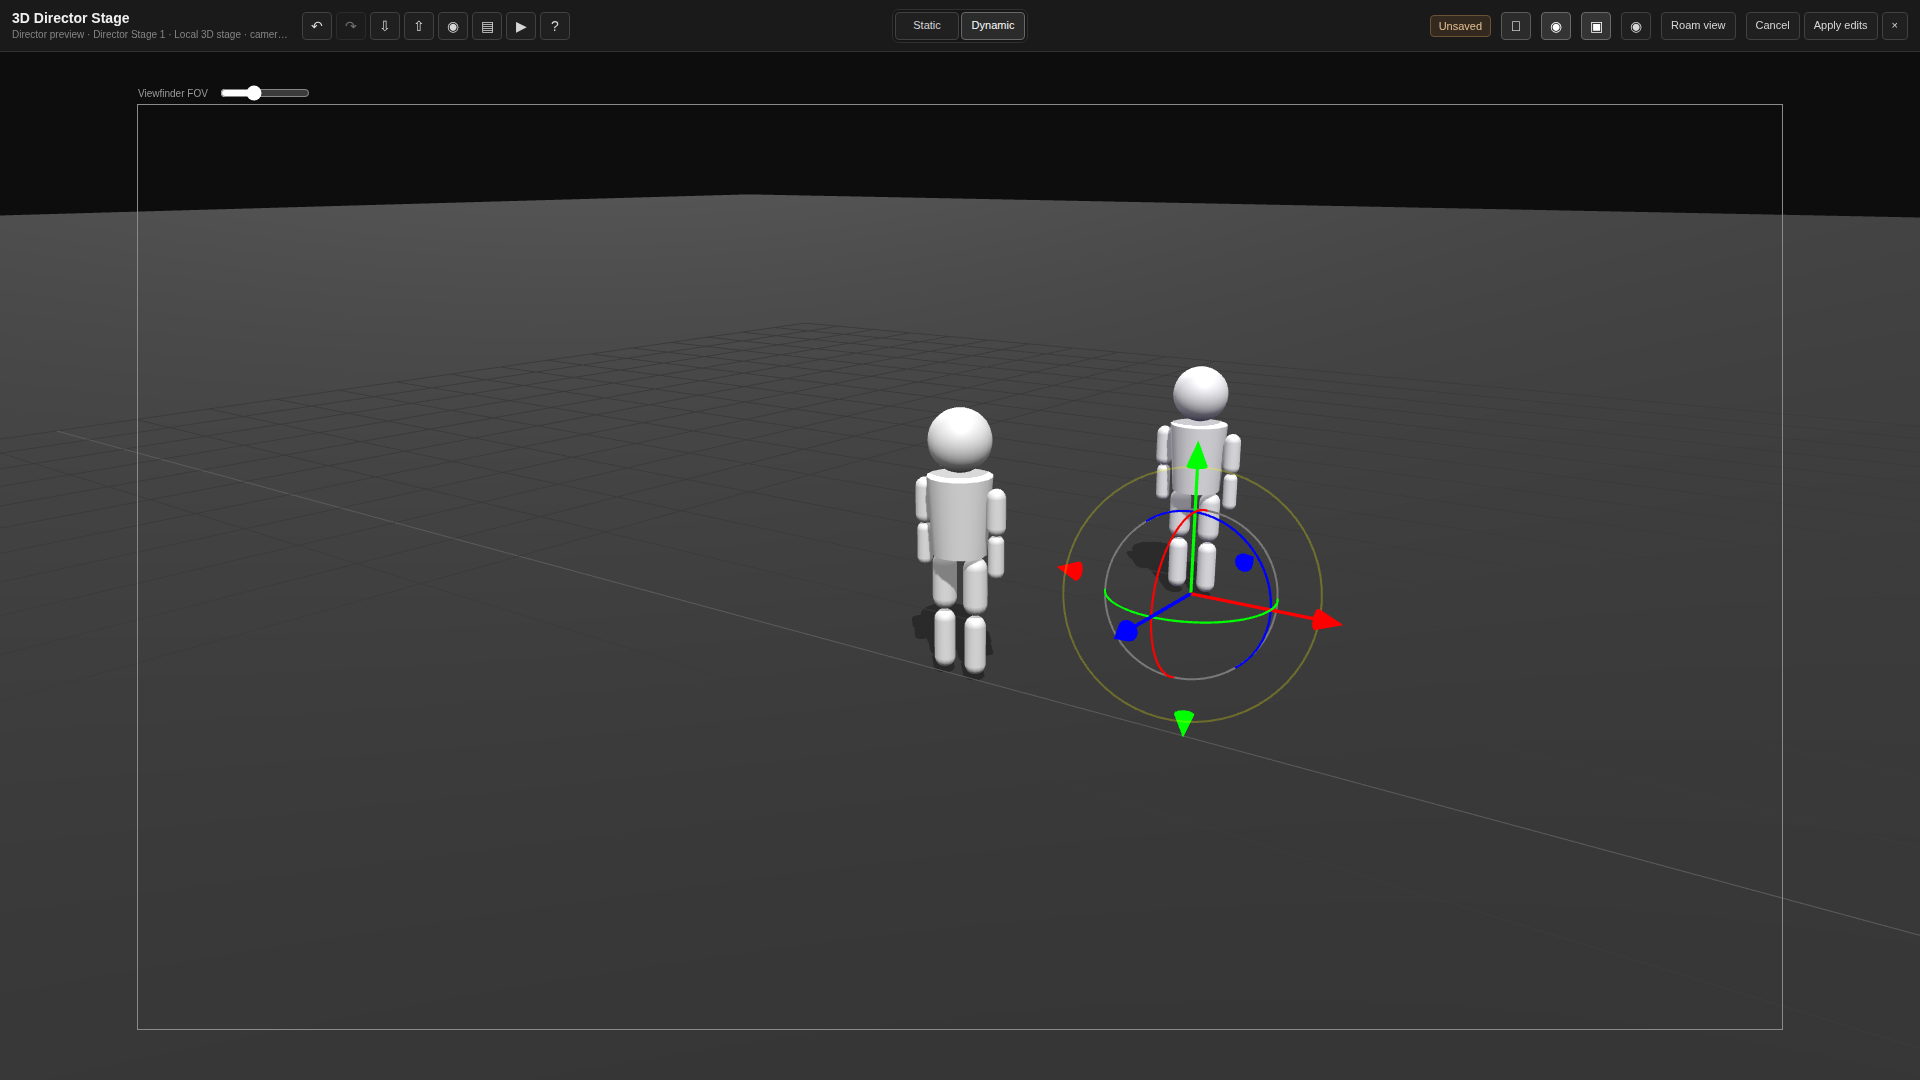 3D Director Stage
Director preview · Director Stage 1 · Local 3D stage · camer…
?
Static
Dynamic
Unsaved
Roam view
Cancel
Apply edits
×
Viewfinder FOV